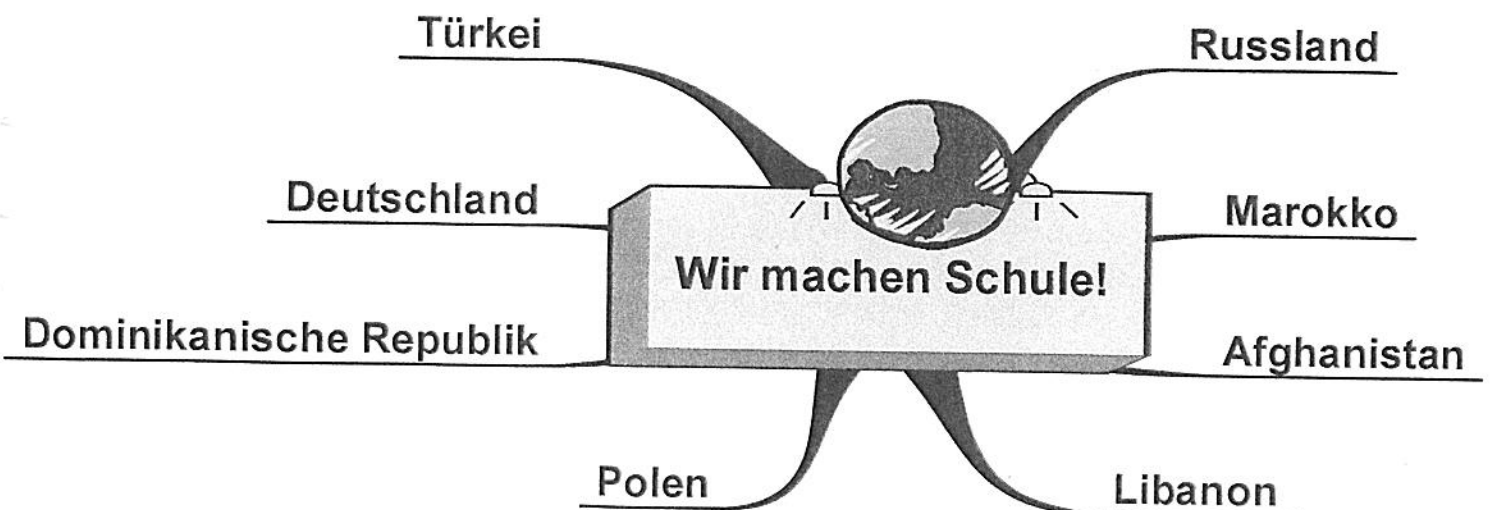 Türkei
Russland
Deutschland
Marokko
Wir machen Schule!
Dominikanische Republik
Afghanistan
Polen
Libanon